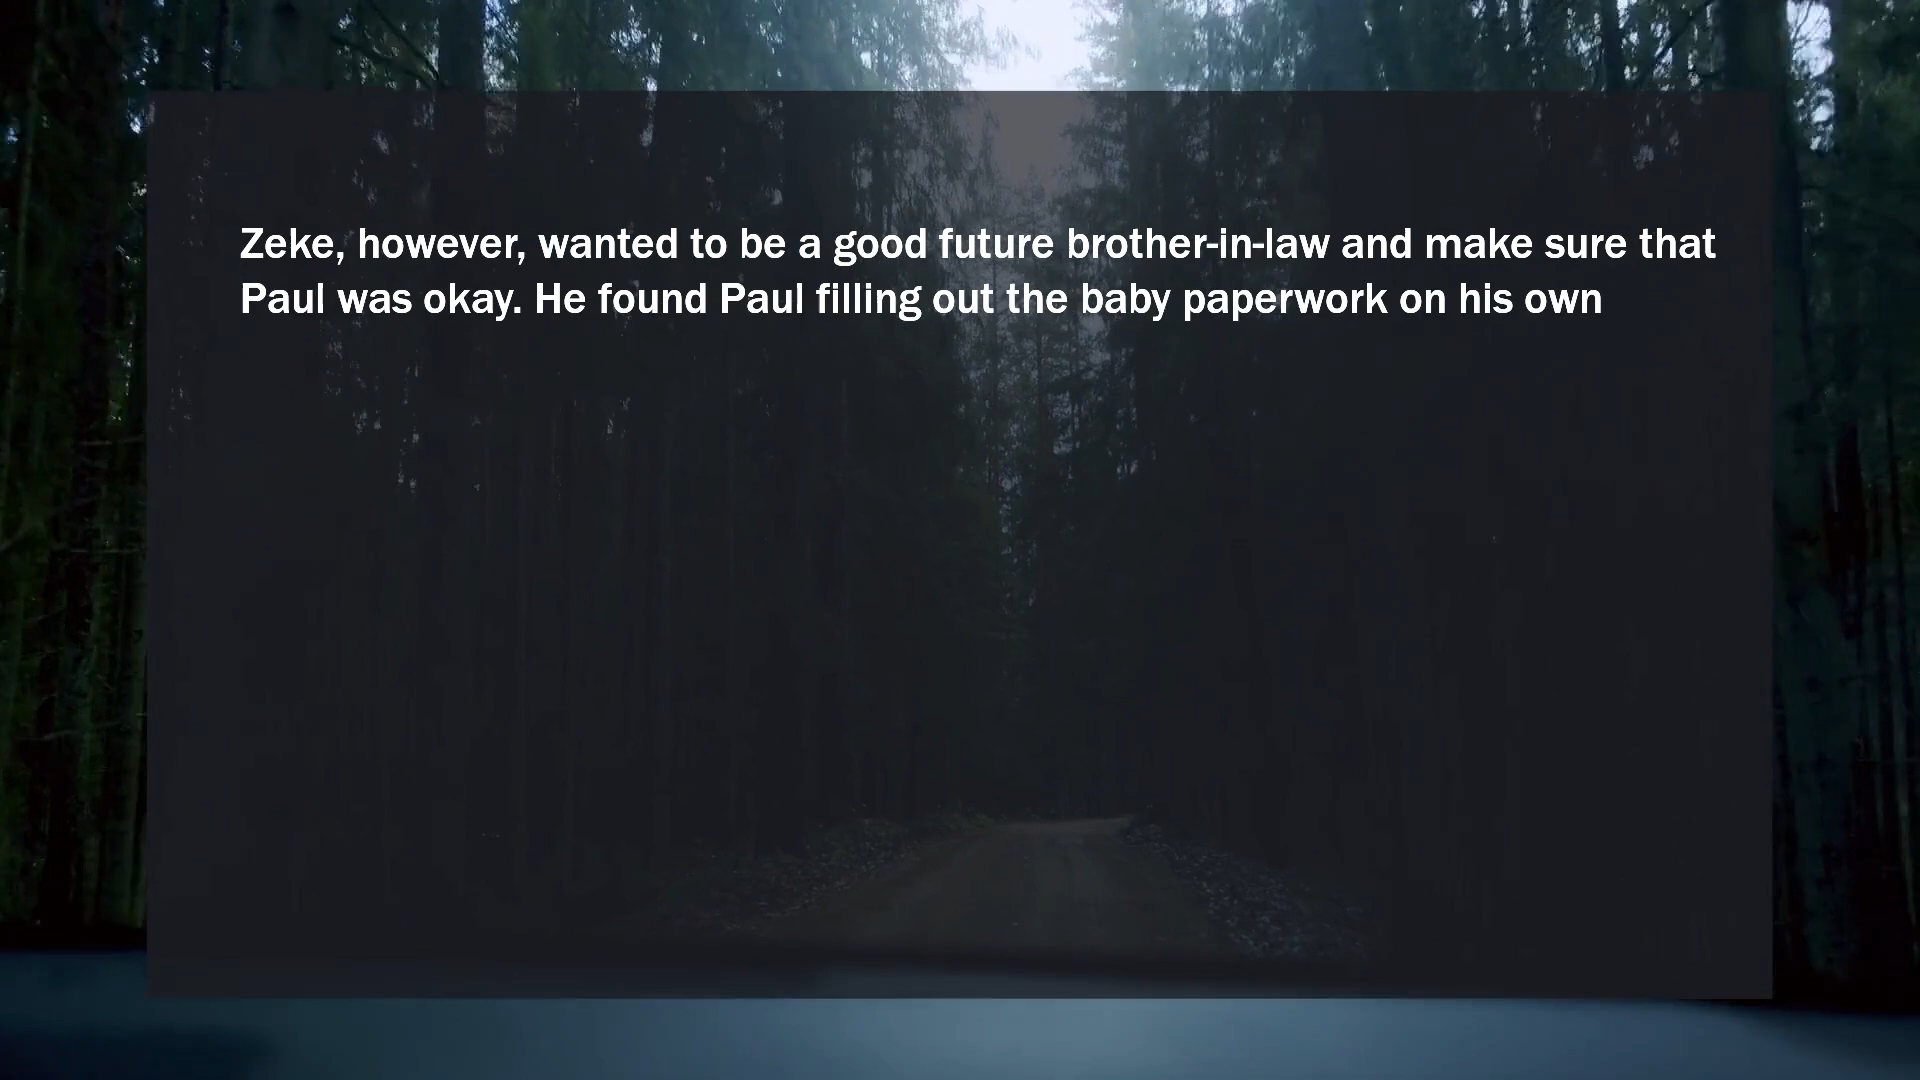 Zeke, however, wanted to be a good future brother-in-law and make sure that
Paul was okay. He found Paul filling out the baby paperwork on his own